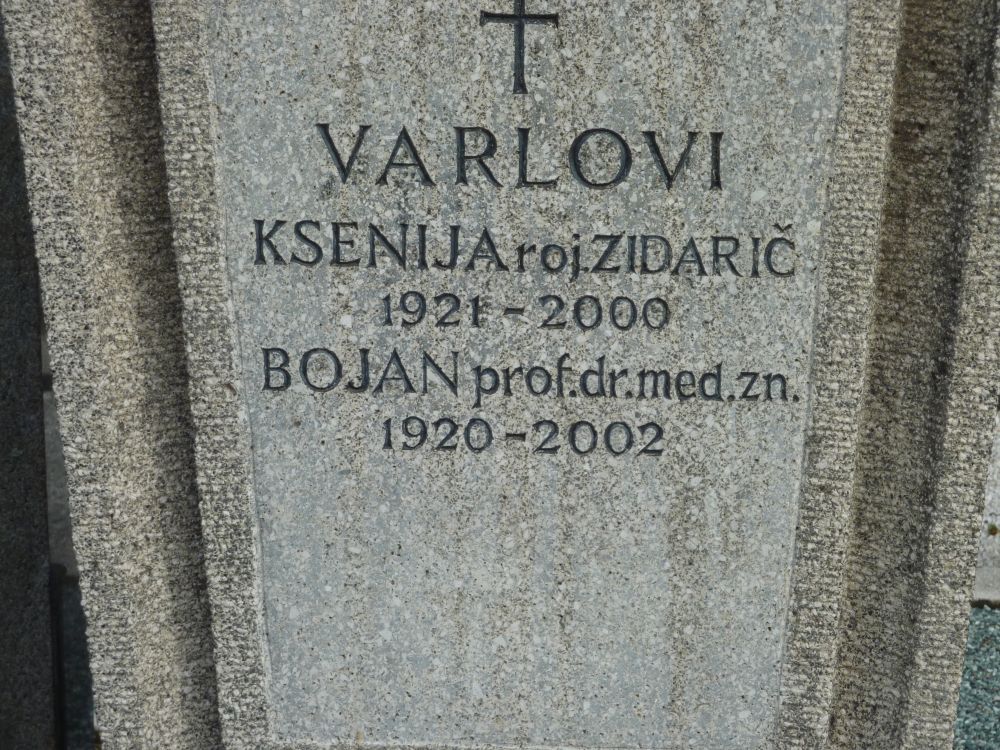 VARLOVI
KSENIJA roj. ZIDARIČ
1921 - 2000
BOJAN prof.dr.med.zn.
1920 - 2002